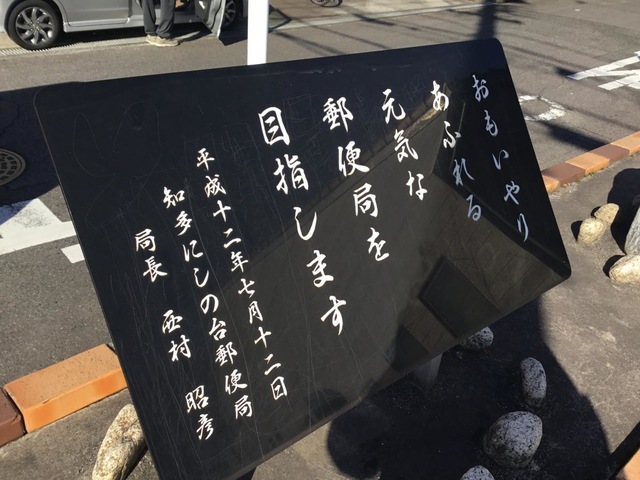 おもいやり
あふれる
元気な
郵便局を
目指します
平成十二年七月十二日
知多にしの台郵便局
局長 西村 昭彦